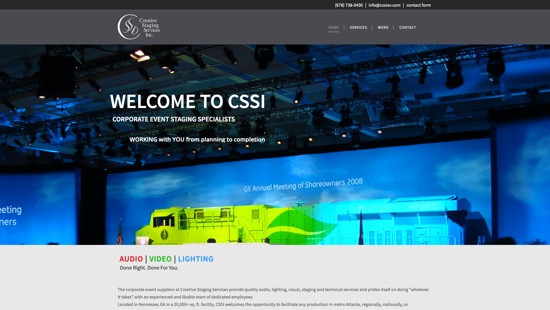 (678) 738-0430 | info@cssiav.com | contact form
Creative
Staging
Services
Inc.
HOME | SERVICES | WORK | CONTACT
WELCOME TO CSSI
CORPORATE EVENT STAGING SPECIALISTS
WORKING with YOU from planning to completion
GE Annual Meeting of Shareowners 2008
eeting
ners
AUDIO | VIDEO | LIGHTING
Done Right. Done For You.
The corporate event suppliers at Creative Staging Services provide quality audio, lighting, visual, staging and technical services and prides itself on doing "whatever
it takes" with an experienced and likable team of dedicated employees.
Located in Kennesaw, GA in a 20,000+ sq. ft. facility, CSSI welcomes the opportunity to facilitate any production in metro Atlanta, regionally, nationally, or